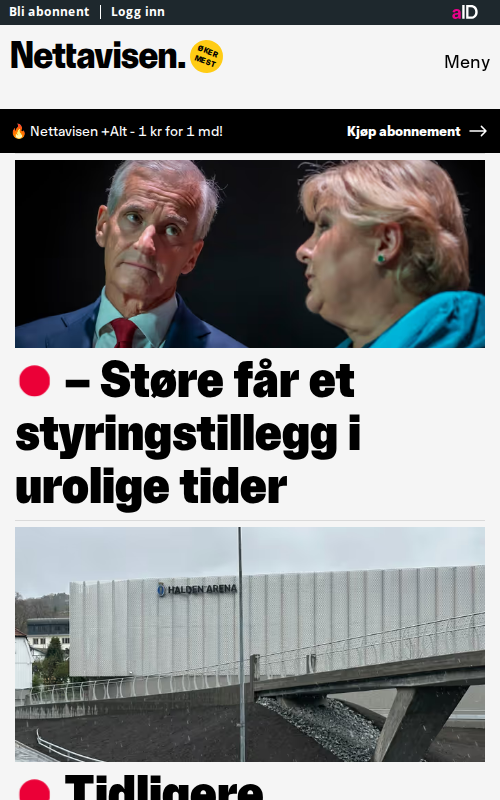 Bli abonnent | Logg inn
aID
Nettavisen.
ØKER
MEST
Meny
🔥 Nettavisen +Alt - 1 kr for 1 md!
Kjøp abonnement →
– Støre får et
styringstillegg i
urolige tider
HALDEN ARENA
Tidligere